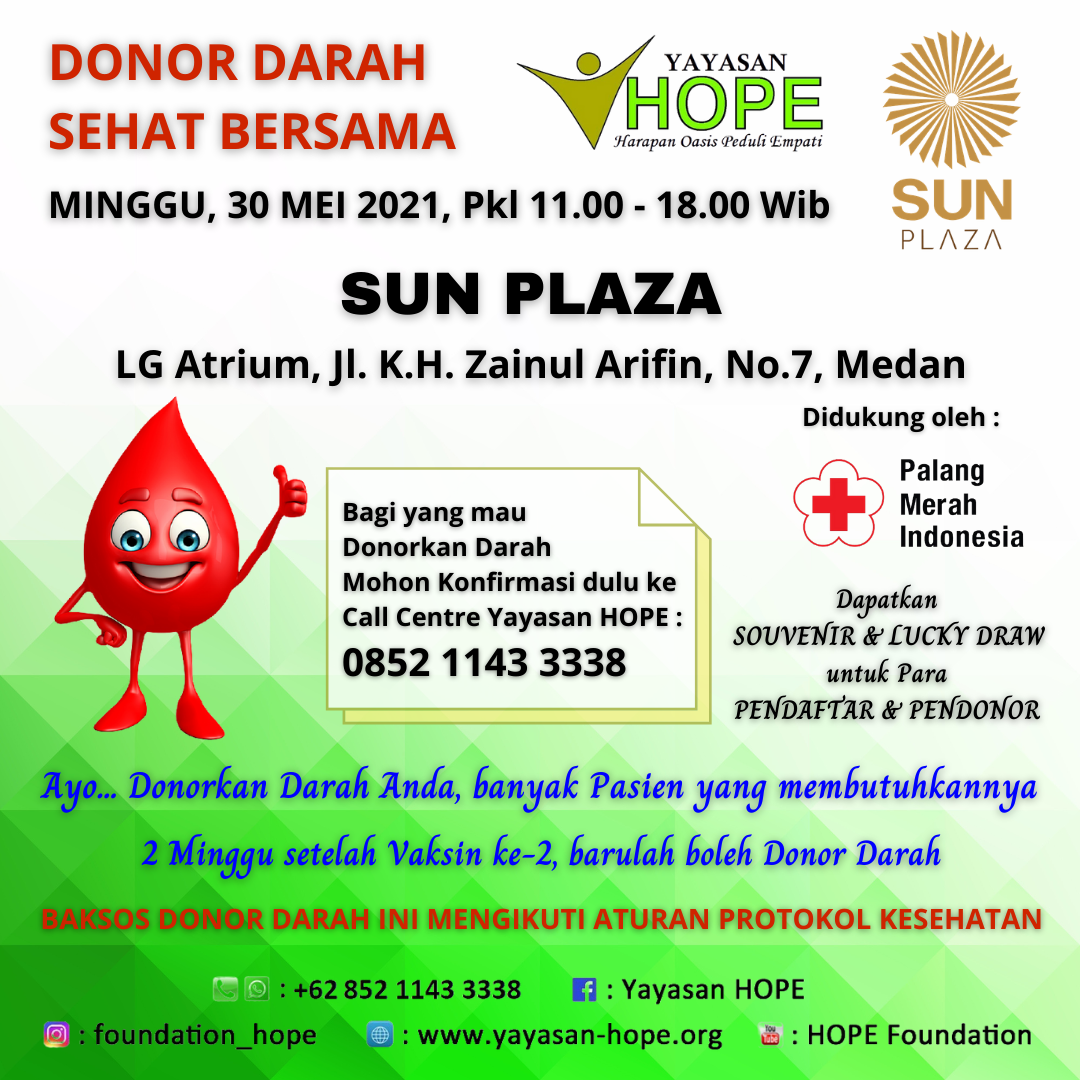 DONOR DARAH
SEHAT BERSAMA
YAYASAN
HOPE
Harapan Oasis Peduli Empati
SUN
PLAZA
MINGGU, 30 MEI 2021, Pkl 11.00 - 18.00 Wib
SUN PLAZA
LG Atrium, Jl. K.H. Zainul Arifin, No.7, Medan
Didukung oleh :
Palang
Merah
Indonesia
Bagi yang mau
Donorkan Darah
Mohon Konfirmasi dulu ke
Call Centre Yayasan HOPE :
0852 1143 3338
Dapatkan
SOUVENIR & LUCKY DRAW
untuk Para
PENDAFTAR & PENDONOR
Ayo... Donorkan Darah Anda, banyak Pasien yang membutuhkannya
2 Minggu setelah Vaksin ke-2, barulah boleh Donor Darah
BAKSOS DONOR DARAH INI MENGIKUTI ATURAN PROTOKOL KESEHATAN
: +62 852 1143 3338
: Yayasan HOPE
: foundation_hope
: www.yayasan-hope.org
You Tube
: HOPE Foundation